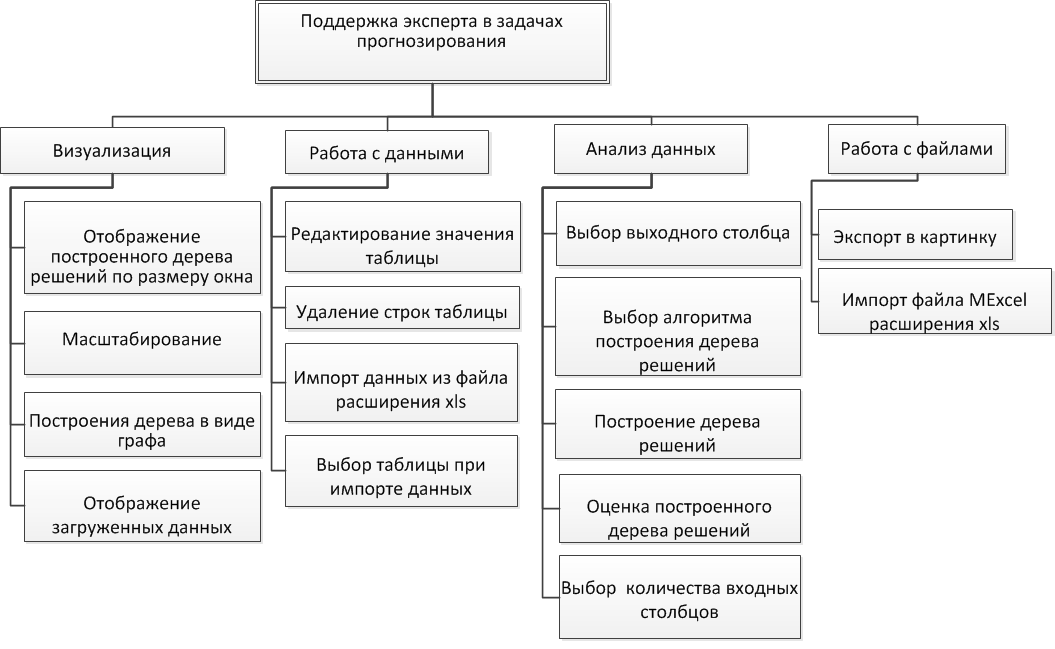 Поддержка эксперта в задачах
прогнозирования
Визуализация
Отображение
построенного дерева
решений по размеру окна
Масштабирование
Построения дерева в виде
графа
Отображение
загруженных данных
Работа с данными
Редактирование значения
таблицы
Удаление строк таблицы
Импорт данных из файла
расширения xls
Выбор таблицы при
импорте данных
Анализ данных
Выбор выходного столбца
Выбор алгоритма
построения дерева
решений
Построение дерева
решений
Оценка построенного
дерева решений
Выбор количества входных
столбцов
Работа с файлами
Экспорт в картинку
Импорт файла MExcel
расширения xls